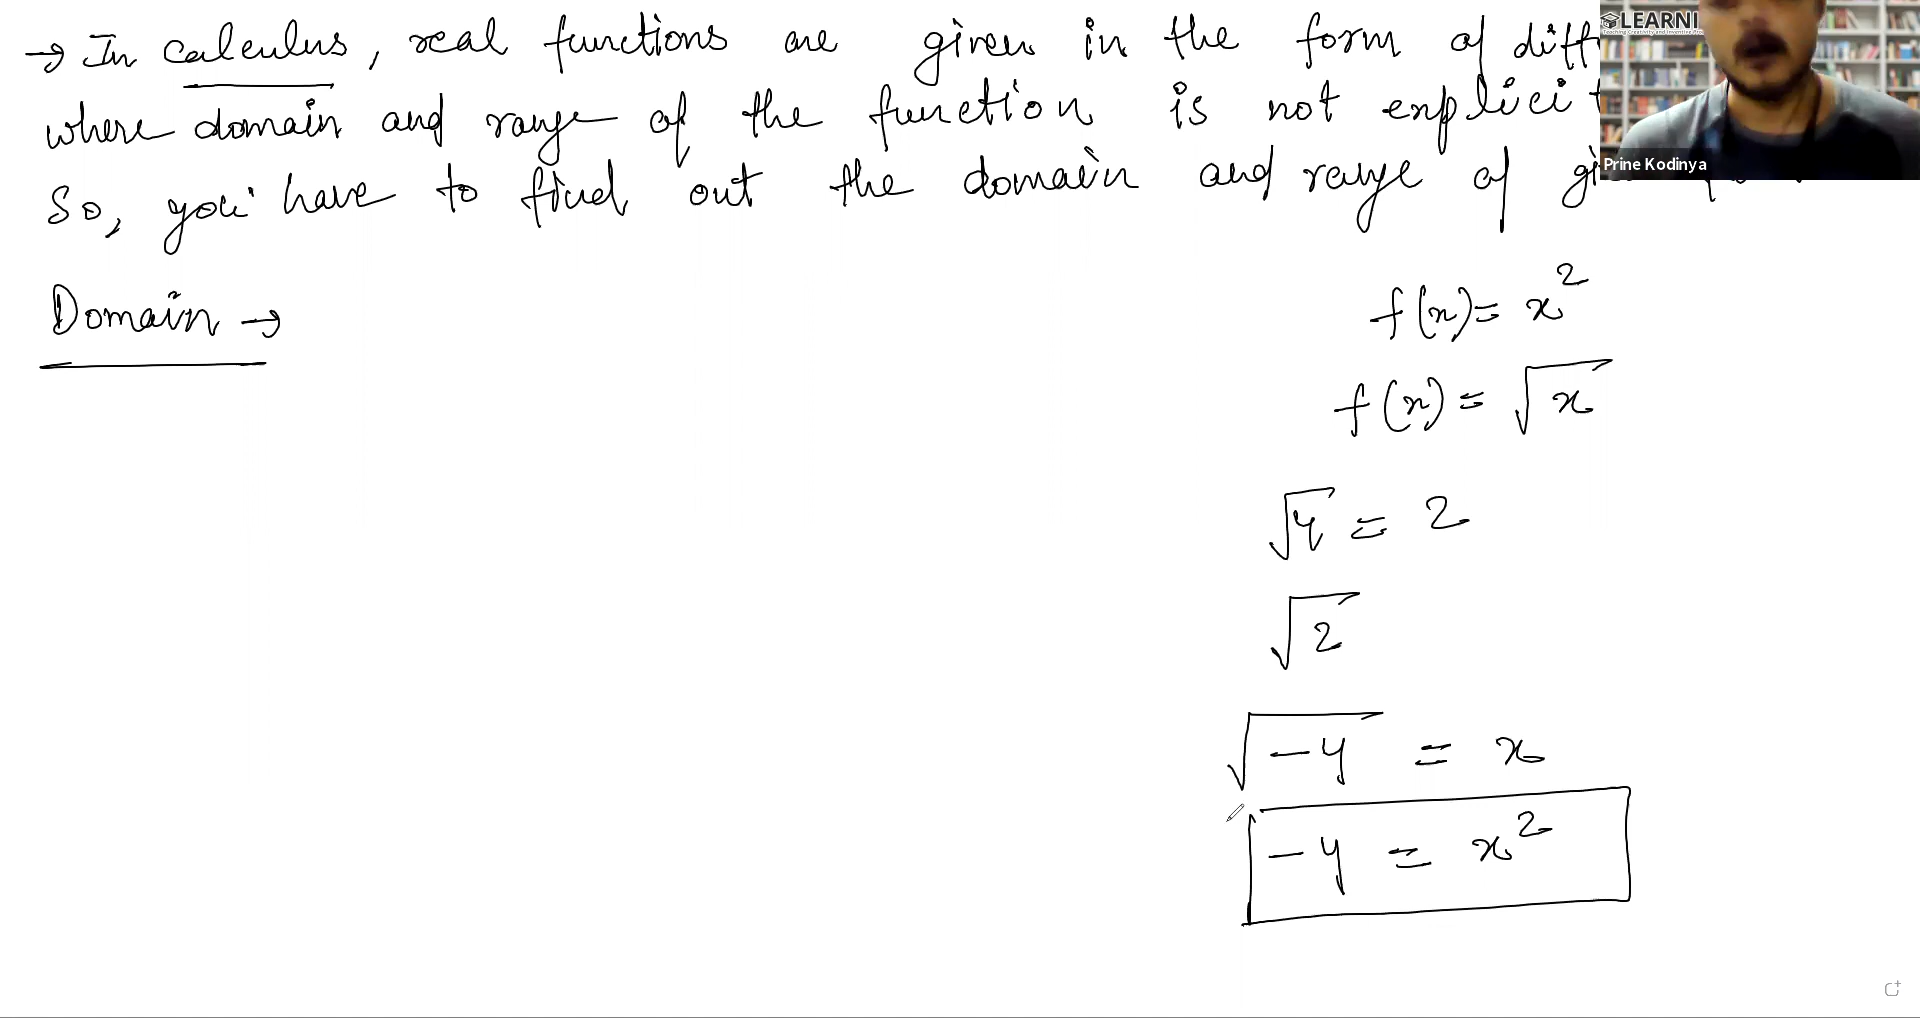 → In calculus, real functions are given in the form of diff
LEARNI
where domain and range of the function is not explicit
Prine Kodinya
So, you have to find out the domain and range of gi
Domain →
f(x) = x²
f(x) = √x
√4 = 2
√2
√-4 = x
-4 = x²